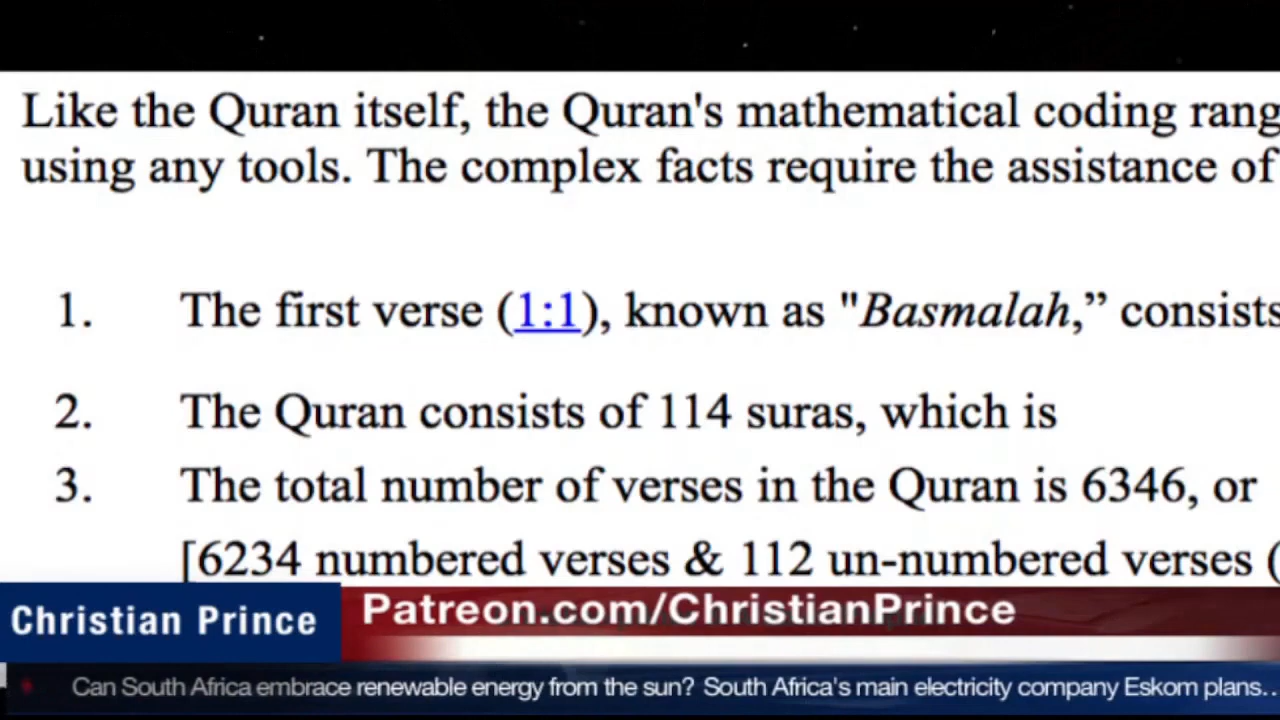 Like the Quran itself, the Quran's mathematical coding rang
using any tools. The complex facts require the assistance of
1. The first verse (1:1), known as "Basmalah,” consists
2. The Quran consists of 114 suras, which is
3. The total number of verses in the Quran is 6346, or
[6234 numbered verses & 112 un-numbered verses (
Christian Prince
Patreon.com/ChristianPrince
Can South Africa embrace renewable energy from the sun? South Africa's main electricity company Eskom plans..